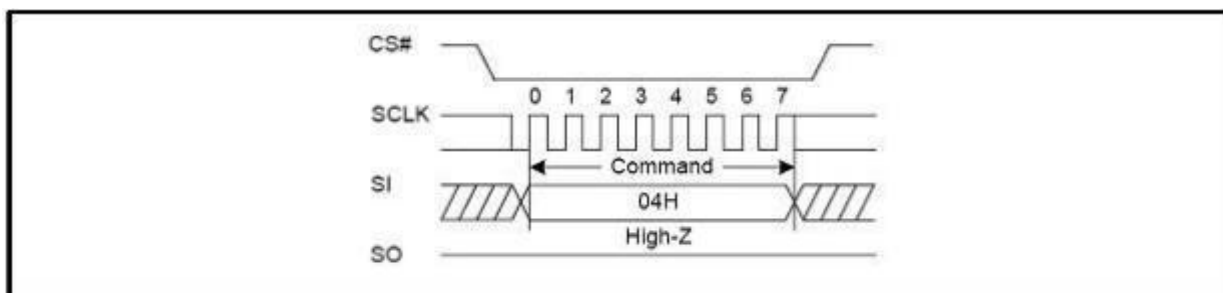 CS#
0 1 2 3 4 5 6 7
SCLK
Command
SI
04H
High-Z
SO